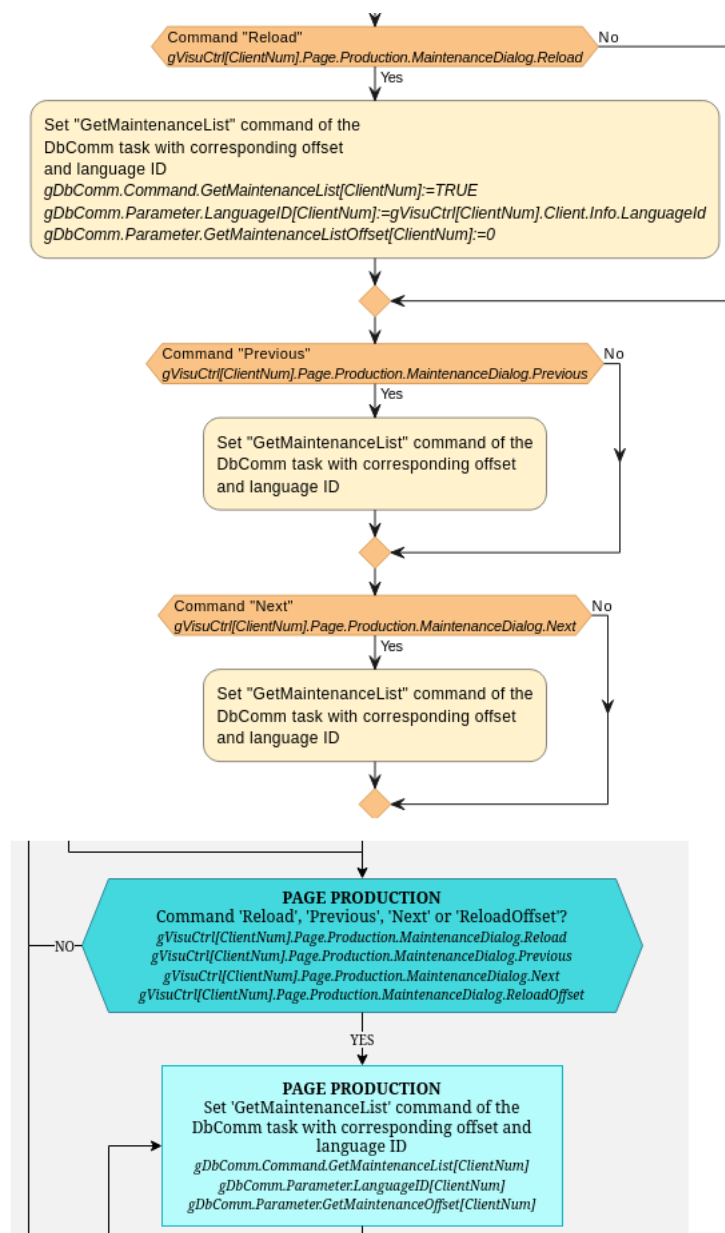 Command "Reload"
gVisuCtrl[ClientNum].Page.Production.MaintenanceDialog.Reload
No
Yes
Set "GetMaintenanceList" command of the
DbComm task with corresponding offset
and language ID
gDbComm.Command.GetMaintenanceList[ClientNum]:=TRUE
gDbComm.Parameter.LanguageID[ClientNum]:=gVisuCtrl[ClientNum].Client.Info.LanguageId
gDbComm.Parameter.GetMaintenanceListOffset[ClientNum]:=0
Command "Previous"
gVisuCtrl[ClientNum].Page.Production.MaintenanceDialog.Previous
No
Yes
Set "GetMaintenanceList" command of the
DbComm task with corresponding offset
and language ID
Command "Next"
gVisuCtrl[ClientNum].Page.Production.MaintenanceDialog.Next
No
Yes
Set "GetMaintenanceList" command of the
DbComm task with corresponding offset
and language ID
PAGE PRODUCTION
Command 'Reload', 'Previous', 'Next' or 'ReloadOffset'?
gVisuCtrl[ClientNum].Page.Production.MaintenanceDialog.Reload
gVisuCtrl[ClientNum].Page.Production.MaintenanceDialog.Previous
gVisuCtrl[ClientNum].Page.Production.MaintenanceDialog.Next
gVisuCtrl[ClientNum].Page.Production.MaintenanceDialog.ReloadOffset
NO
YES
PAGE PRODUCTION
Set 'GetMaintenanceList' command of the
DbComm task with corresponding offset and
language ID
gDbComm.Command.GetMaintenanceList[ClientNum]
gDbComm.Parameter.LanguageID[ClientNum]
gDbComm.Parameter.GetMaintenanceOffset[ClientNum]